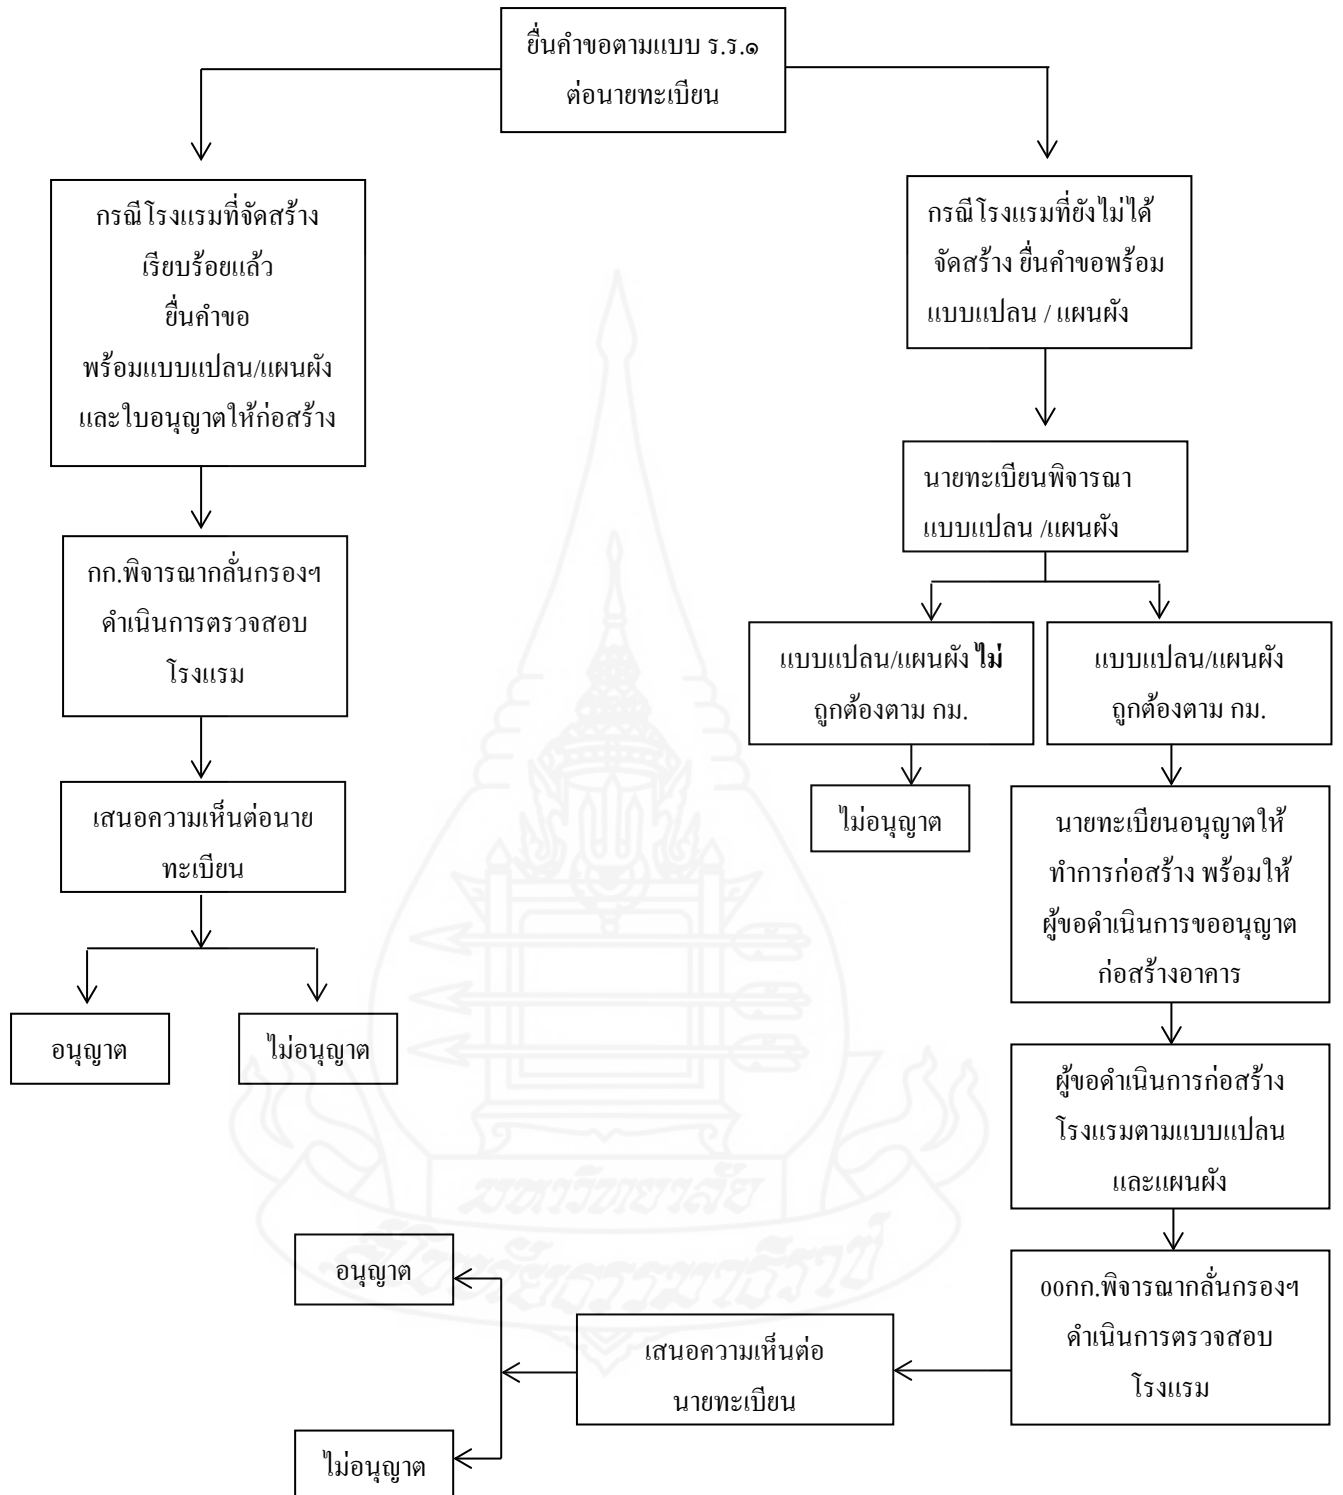 ยื่นคำขอตามแบบ ร.ร.๑
ต่อนายทะเบียน
กรณีโรงแรมที่จัดสร้าง
เรียบร้อยแล้ว
ยื่นคำขอ
พร้อมแบบแปลน/แผนผัง
และใบอนุญาตให้ก่อสร้าง
กก.พิจารณากลั่นกรองฯ
ดำเนินการตรวจสอบ
โรงแรม
เสนอความเห็นต่อนาย
ทะเบียน
อนุญาต
ไม่อนุญาต
กรณีโรงแรมที่ยังไม่ได้
จัดสร้าง ยื่นคำขอพร้อม
แบบแปลน / แผนผัง
นายทะเบียนพิจารณา
แบบแปลน /แผนผัง
แบบแปลน/แผนผัง ไม่
ถูกต้องตาม กม.
ไม่อนุญาต
แบบแปลน/แผนผัง
ถูกต้องตาม กม.
นายทะเบียนอนุญาตให้
ทำการก่อสร้าง พร้อมให้
ผู้ขอดำเนินการขออนุญาต
ก่อสร้างอาคาร
ผู้ขอดำเนินการก่อสร้าง
โรงแรมตามแบบแปลน
และแผนผัง
00กก.พิจารณากลั่นกรองฯ
ดำเนินการตรวจสอบ
โรงแรม
เสนอความเห็นต่อ
นายทะเบียน
อนุญาต
ไม่อนุญาต
มหาวิทยาลัย
สุโขทัยธรรมาธิราช